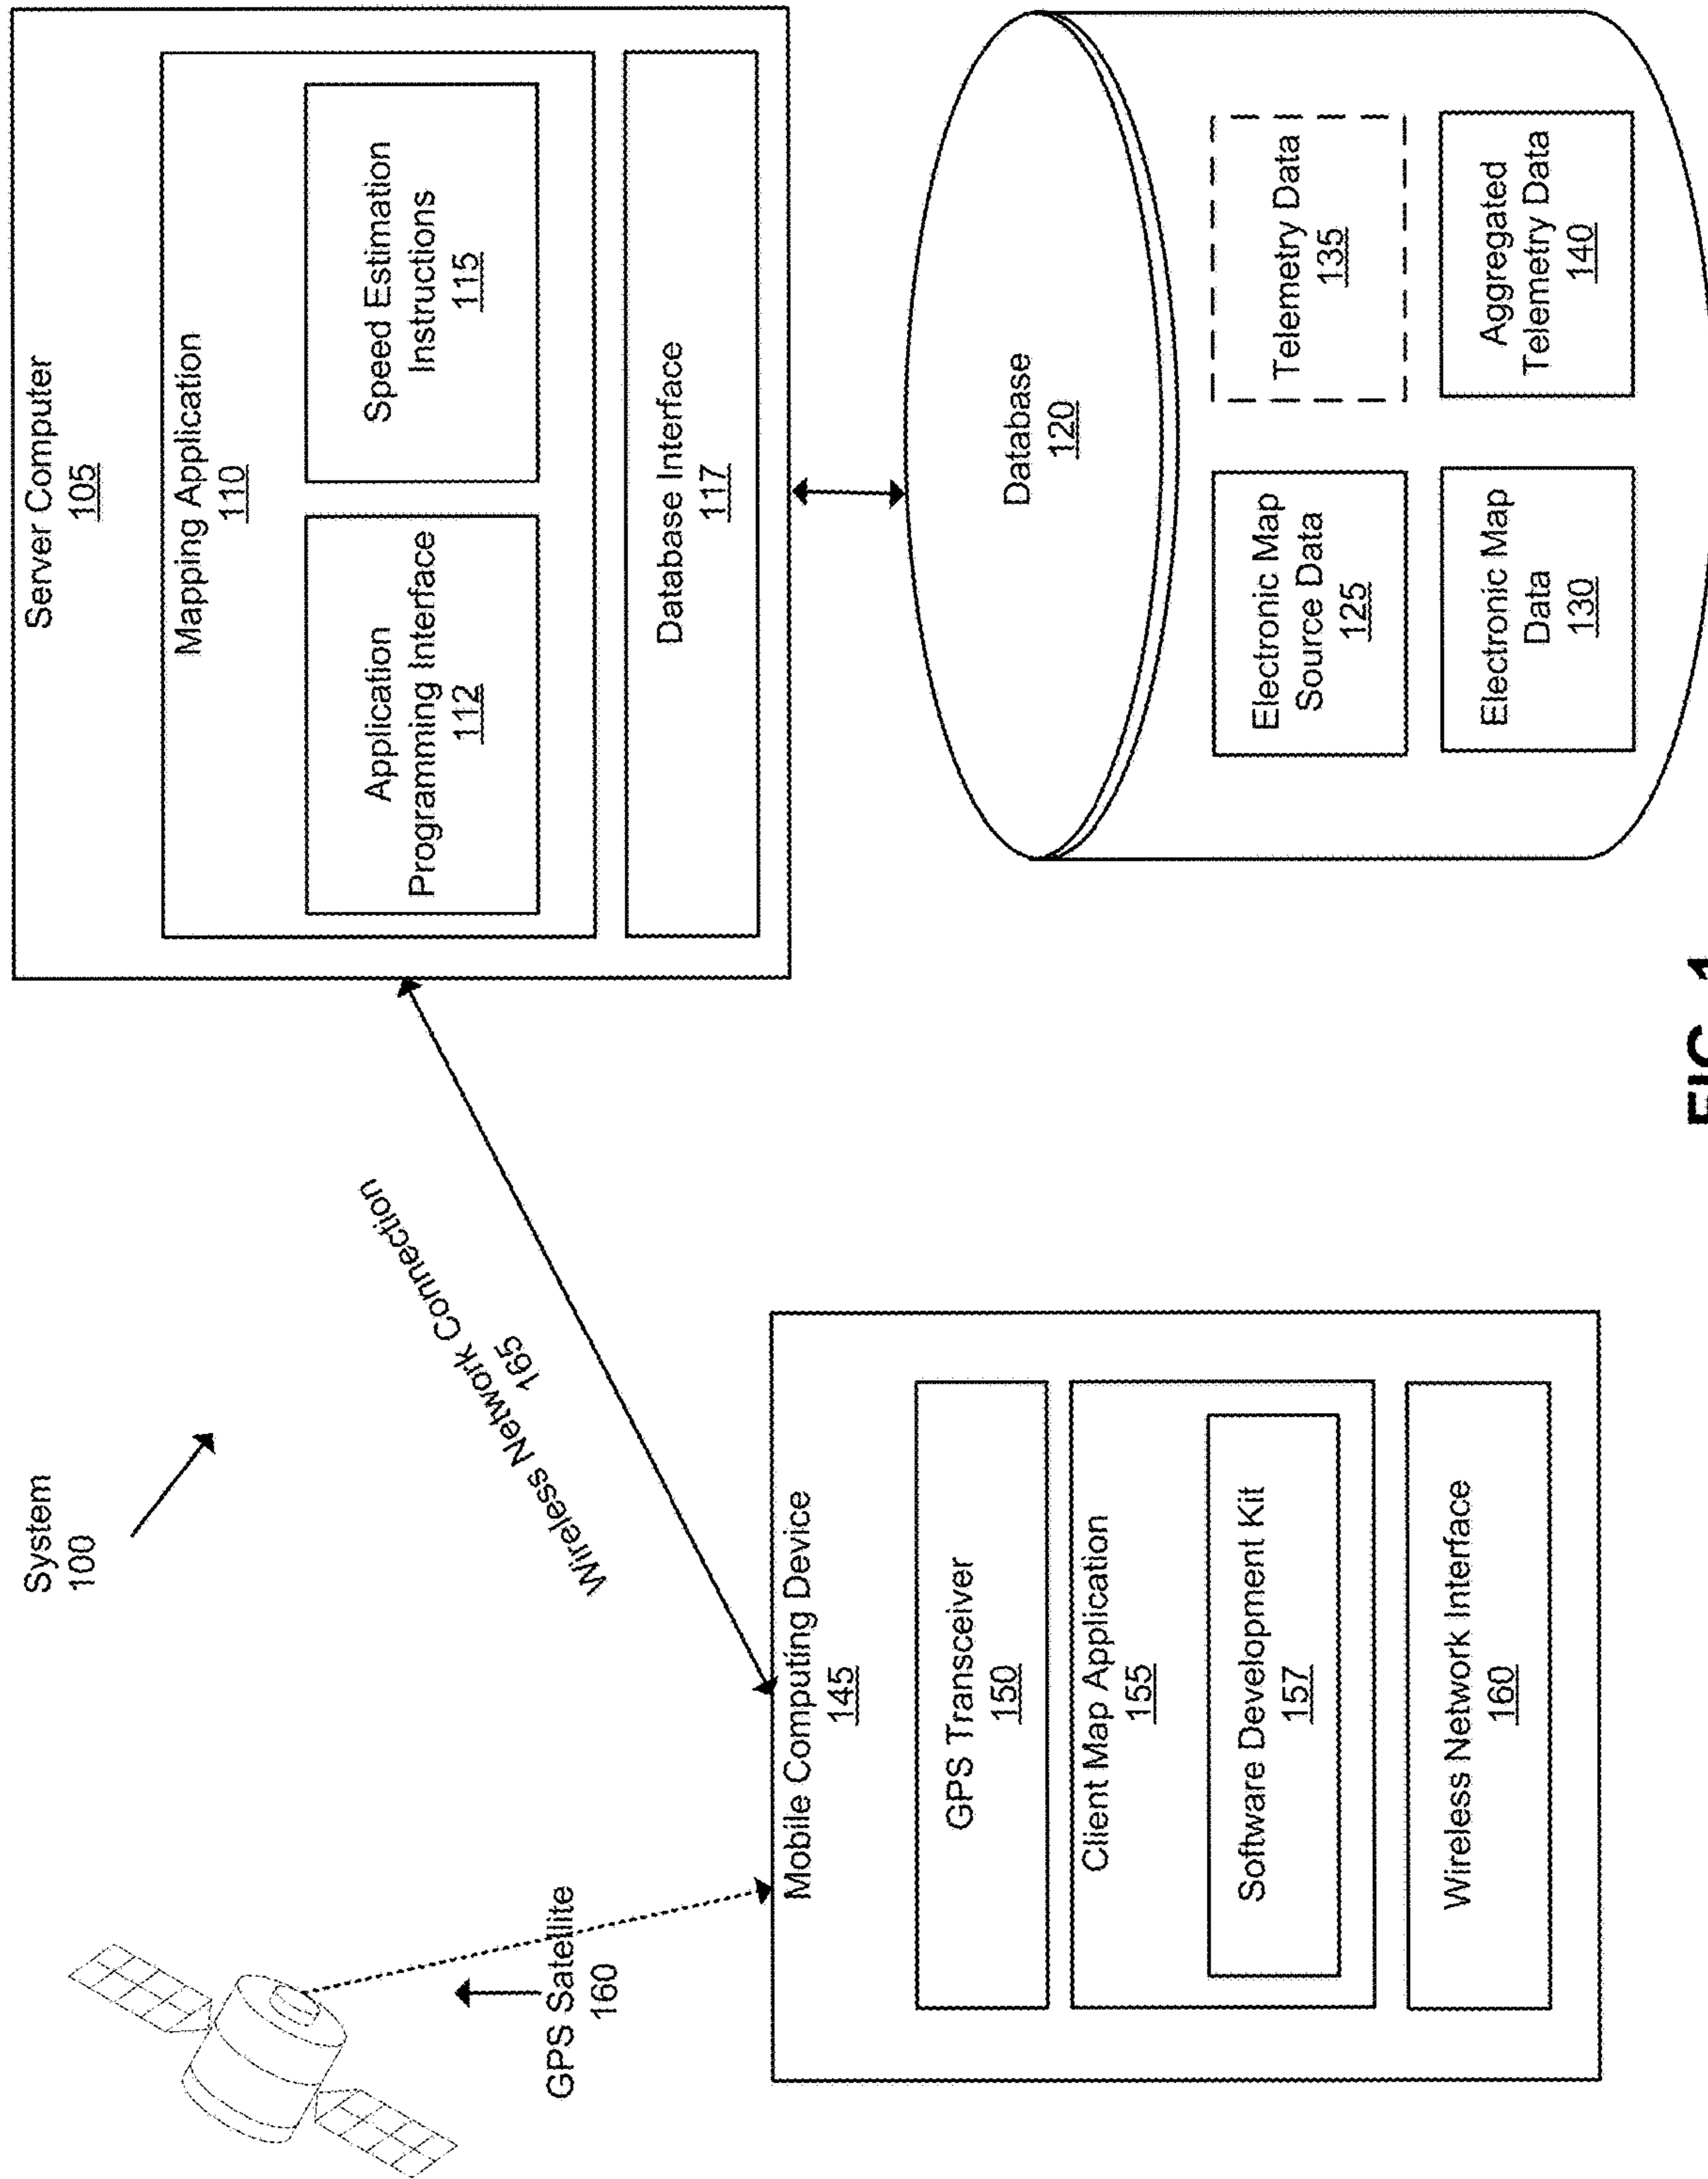 System
100
GPS Satellite
160
Wireless Network Connection
165
Mobile Computing Device
145
GPS Transceiver
150
Client Map Application
155
Software Development Kit
157
Wireless Network Interface
160
Server Computer
105
Mapping Application
110
Application
Programming Interface
112
Speed Estimation
Instructions
115
Database Interface
117
Database
120
Electronic Map
Source Data
125
Telemetry Data
135
Electronic Map
Data
130
Aggregated
Telemetry Data
140
FIG. 1